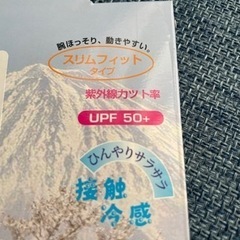 腕ほっそり、動きやすい。
スリムフィット
タイプ
紫外線カット率
UPF 50+
ひんやりサラサラ
接触
冷感